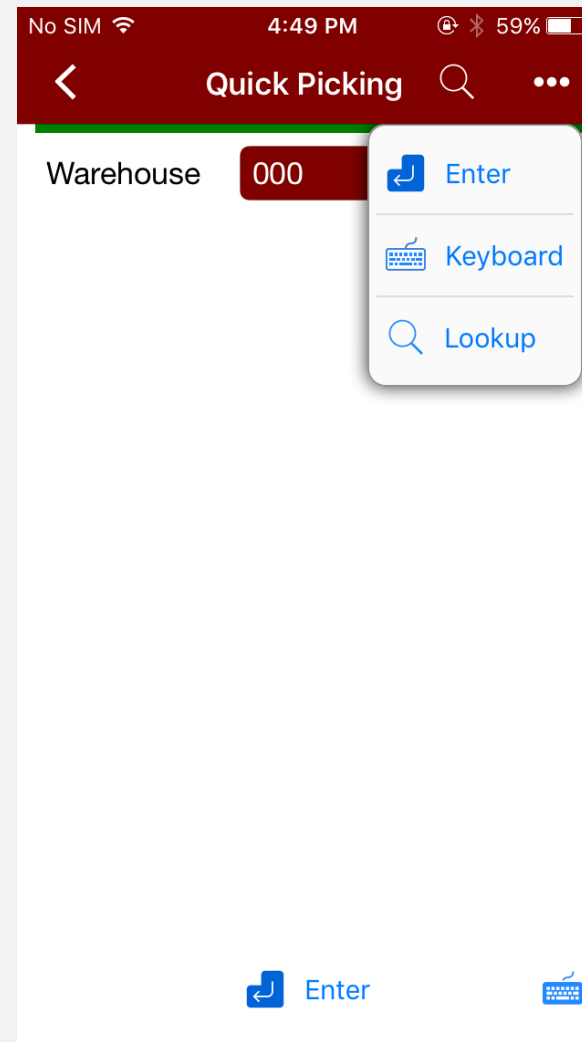 No SIM 4:49 PM 59%
Quick Picking
Warehouse 000
Enter
Keyboard
Lookup
Enter